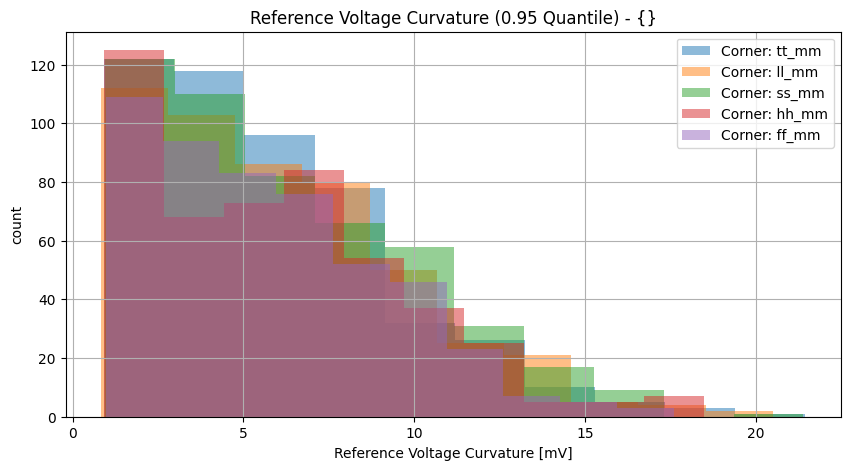 Reference Voltage Curvature (0.95 Quantile) - {}
Corner: tt_mm
Corner: ll_mm
Corner: ss_mm
Corner: hh_mm
Corner: ff_mm
120
100
80
60
40
20
0
count
0 5 10 15 20
Reference Voltage Curvature [mV]